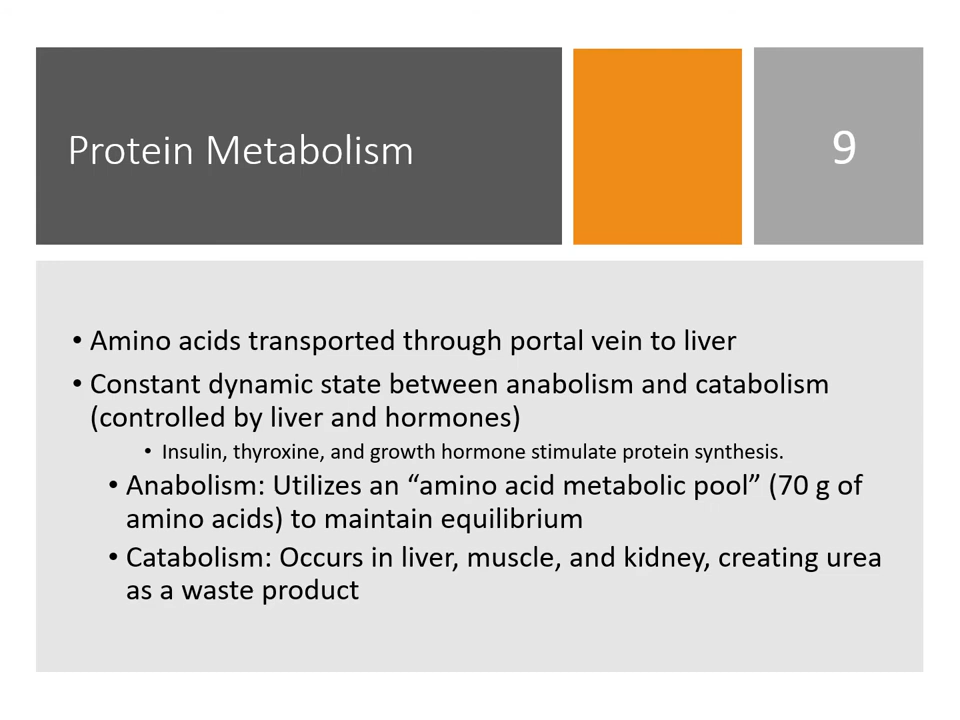 Protein Metabolism
9
• Amino acids transported through portal vein to liver
• Constant dynamic state between anabolism and catabolism
(controlled by liver and hormones)
• Insulin, thyroxine, and growth hormone stimulate protein synthesis.
• Anabolism: Utilizes an “amino acid metabolic pool” (70 g of
amino acids) to maintain equilibrium
• Catabolism: Occurs in liver, muscle, and kidney, creating urea
as a waste product